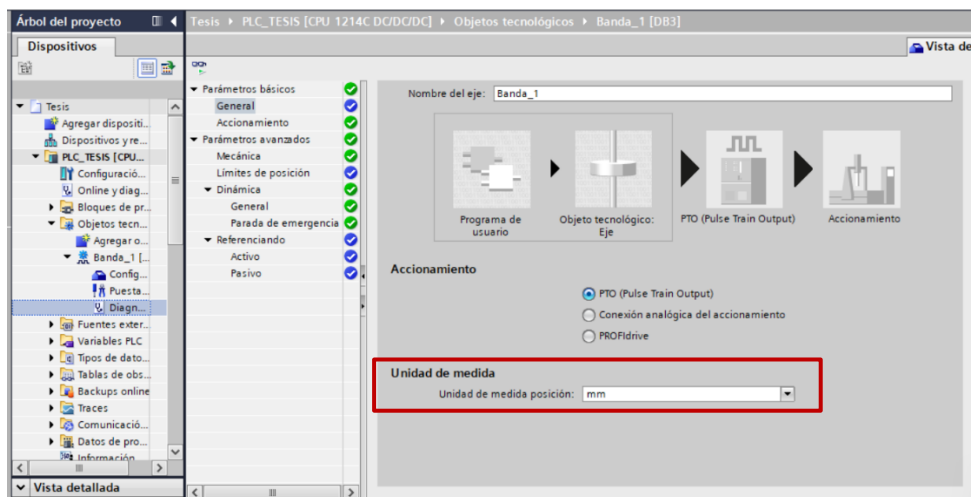 Árbol del proyecto
Tesis ▸ PLC_TESIS [CPU 1214C DC/DC/DC] ▸ Objetos tecnológicos ▸ Banda_1 [DB3]
Dispositivos
Vista de
Tesis
Agregar dispositi...
Dispositivos y re...
PLC_TESIS [CPU...
Configuració...
Online y diag...
Bloques de pr...
Objetos tecn...
Agregar o...
Banda_1 [...
Config...
Puesta...
Diagn...
Fuentes exter...
Variables PLC
Tipos de dato...
Tablas de obs...
Backups online
Traces
Comunicació...
Datos de pro...
Información
Vista detallada
Parámetros básicos
General
Accionamiento
Parámetros avanzados
Mecánica
Límites de posición
Dinámica
General
Parada de emergencia
Referenciando
Activo
Pasivo
Nombre del eje: Banda_1
Programa de usuario
Objeto tecnológico: Eje
PTO (Pulse Train Output)
Accionamiento
Accionamiento
PTO (Pulse Train Output)
Conexión analógica del accionamiento
PROFIdrive
Unidad de medida
Unidad de medida posición: mm